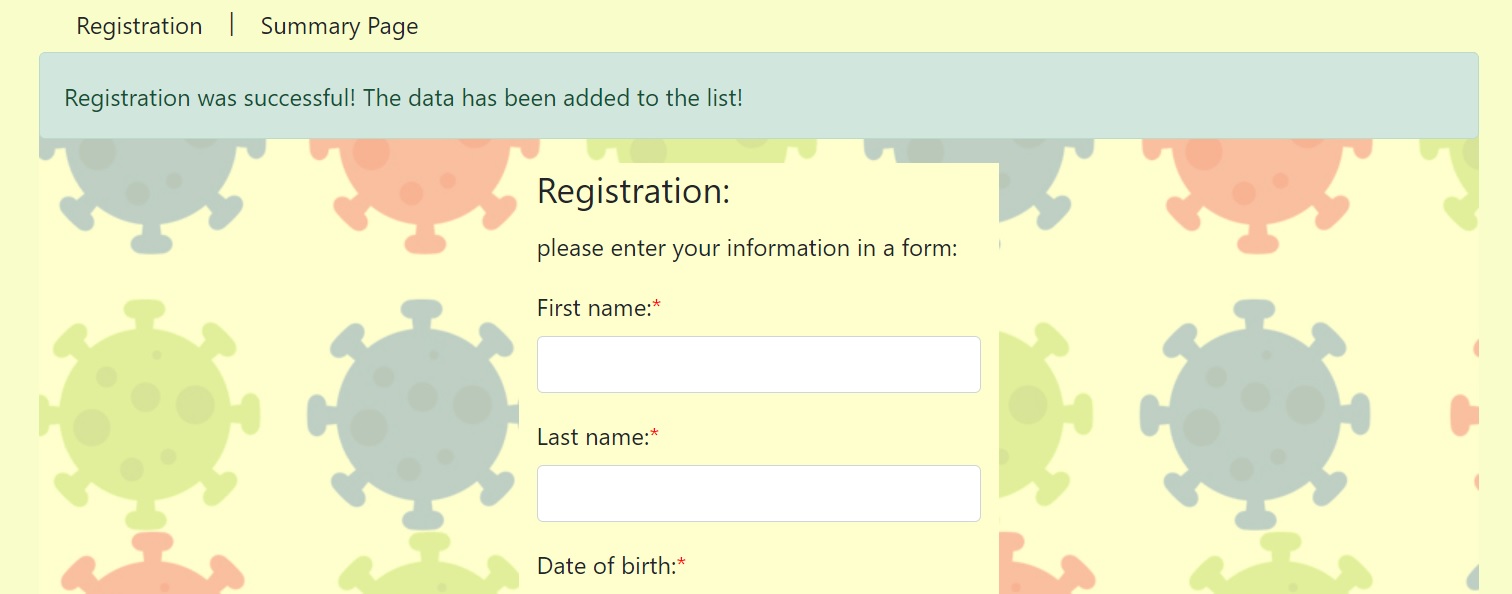 Registration | Summary Page
Registration was successful! The data has been added to the list!
Registration:
please enter your information in a form:
First name:*
Last name:*
Date of birth:*